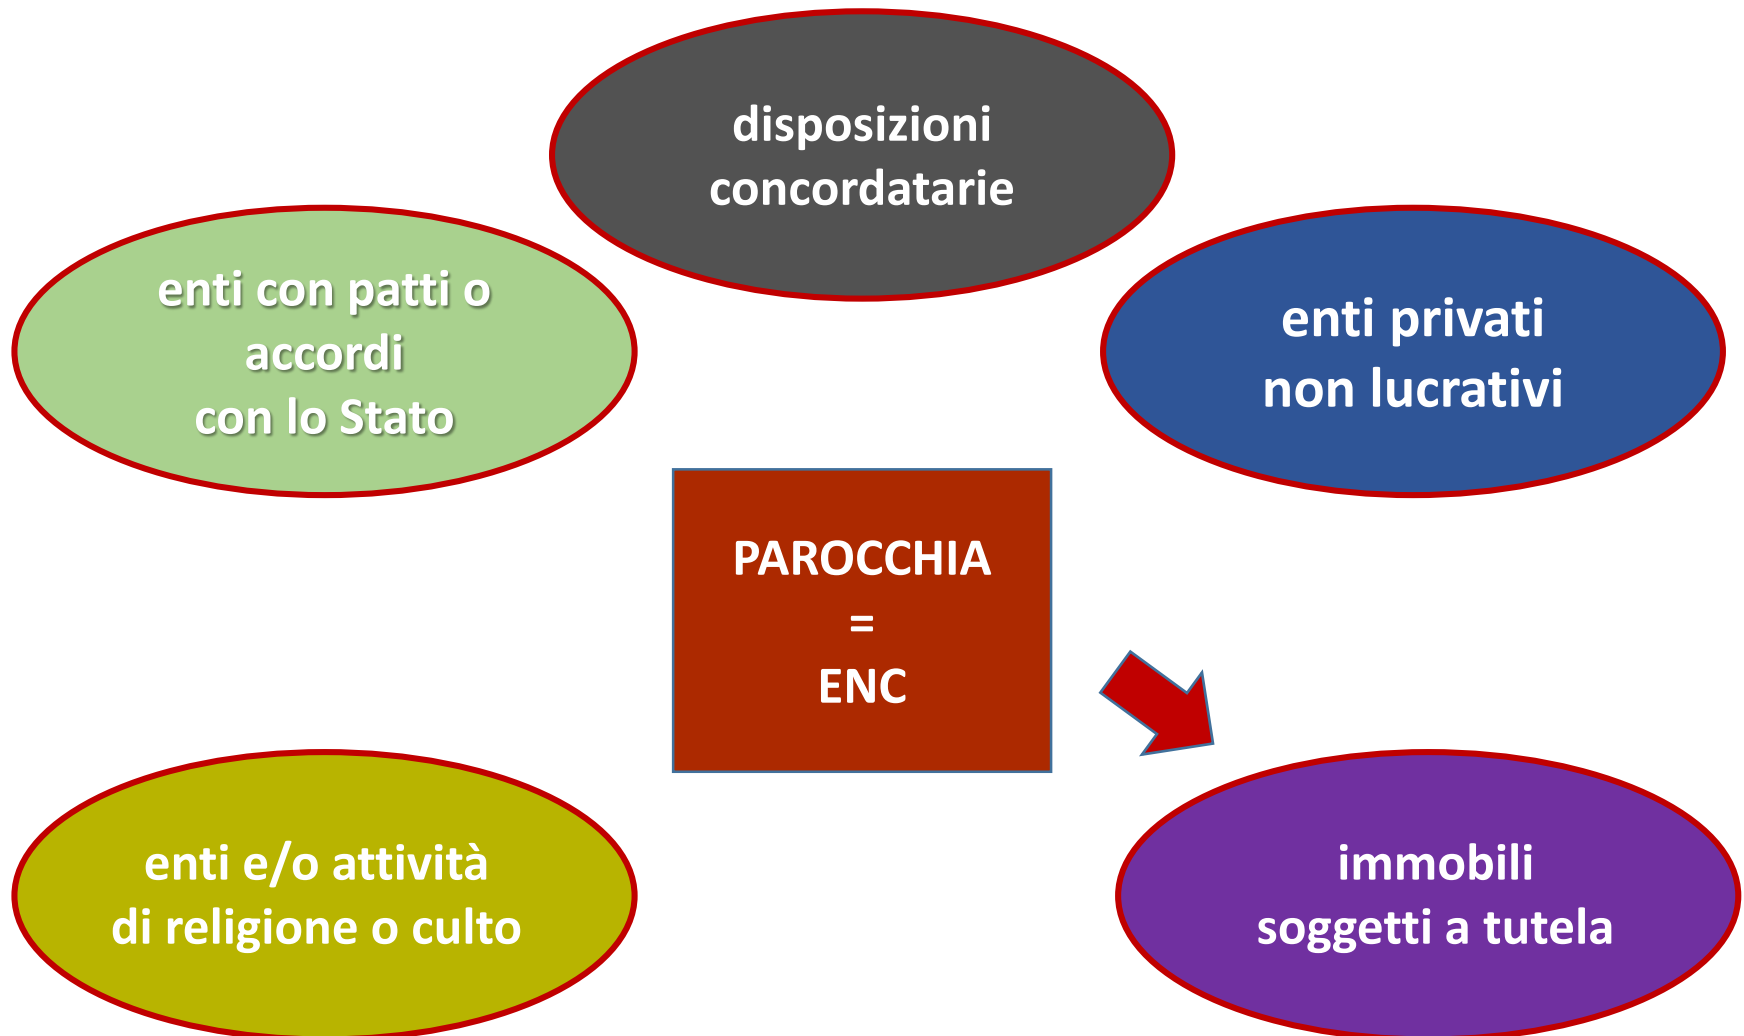 disposizioni
concordatarie
enti con patti o
accordi
con lo Stato
enti privati
non lucrativi
PAROCCHIA
=
ENC
enti e/o attività
di religione o culto
immobili
soggetti a tutela